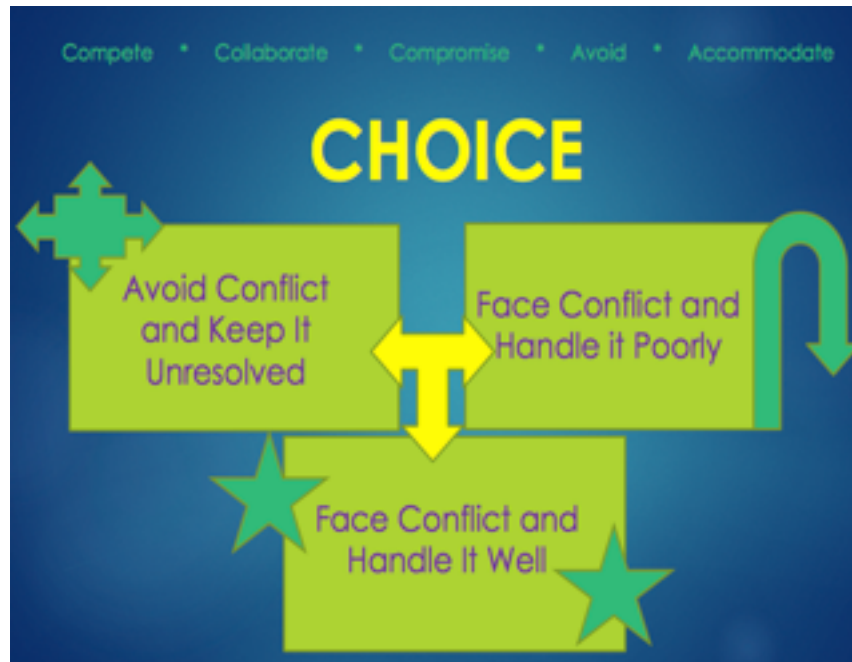 Compete * Collaborate * Compromise * Avoid * Accommodate
CHOICE
Avoid Conflict
and Keep It
Unresolved
Face Conflict and
Handle it Poorly
Face Conflict and
Handle It Well